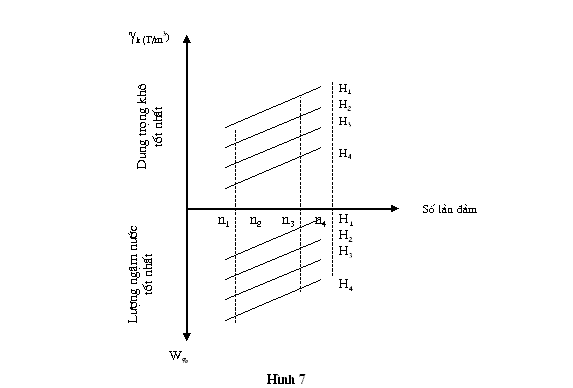 γk (T/m³)
Dung trọng khô
tốt nhất
H1
H2
H3
H4
Số lần đầm
n1 n2 n3 n4
H1
H2
H3
H4
Lượng ngấm nước
tốt nhất
W%
Hình 7